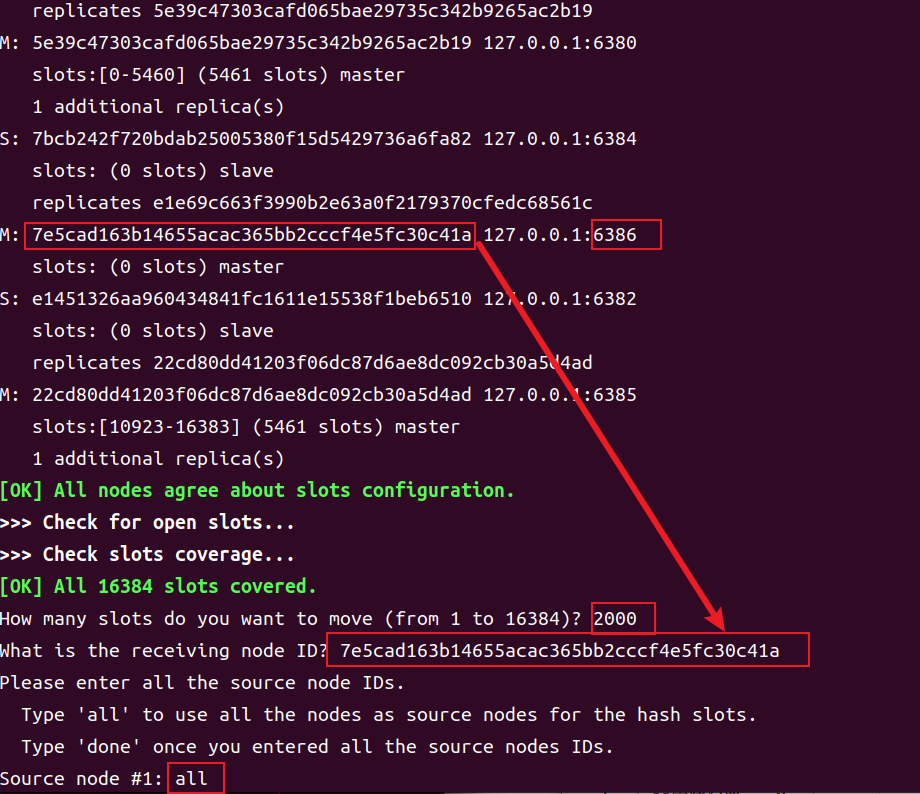 replicates 5e39c47303cafd065bae29735c342b9265ac2b19
M: 5e39c47303cafd065bae29735c342b9265ac2b19 127.0.0.1:6380
slots:[0-5460] (5461 slots) master
1 additional replica(s)
S: 7bcb242f720bdab25005380f15d5429736a6fa82 127.0.0.1:6384
slots: (0 slots) slave
replicates e1e69c663f3990b2e63a0f2179370cfedc68561c
M: 7e5cad163b14655acac365bb2cccf4e5fc30c41a 127.0.0.1:6386
slots: (0 slots) master
S: e1451326aa960434841fc1611e15538f1beb6510 127.0.0.1:6382
slots: (0 slots) slave
replicates 22cd80dd41203f06dc87d6ae8dc092cb30a5d4ad
M: 22cd80dd41203f06dc87d6ae8dc092cb30a5d4ad 127.0.0.1:6385
slots:[10923-16383] (5461 slots) master
1 additional replica(s)
[OK] All nodes agree about slots configuration.
>>> Check for open slots...
>>> Check slots coverage...
[OK] All 16384 slots covered.
How many slots do you want to move (from 1 to 16384)? 2000
What is the receiving node ID? 7e5cad163b14655acac365bb2cccf4e5fc30c41a
Please enter all the source node IDs.
Type 'all' to use all the nodes as source nodes for the hash slots.
Type 'done' once you entered all the source nodes IDs.
Source node #1: all